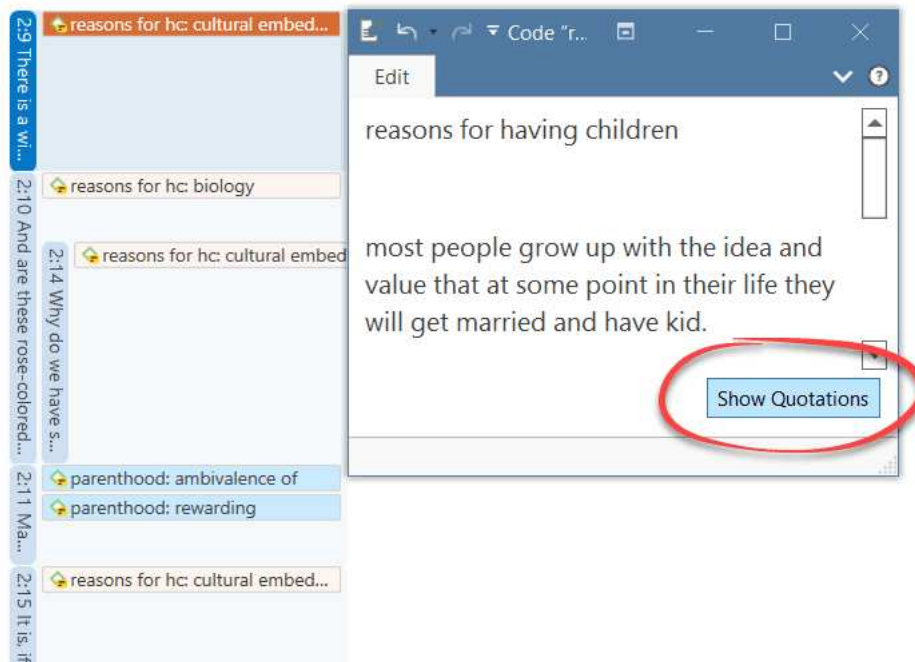 2:9 There is a wi...
reasons for hc: cultural embed...
2:10 And are these rose-colored...
reasons for hc: biology
2:14 Why do we have s...
reasons for hc: cultural embed
2:11 Ma...
parenthood: ambivalence of
parenthood: rewarding
2:15 It is, if
reasons for hc: cultural embed...
Code "r...
Edit
reasons for having children
most people grow up with the idea and
value that at some point in their life they
will get married and have kid.
Show Quotations